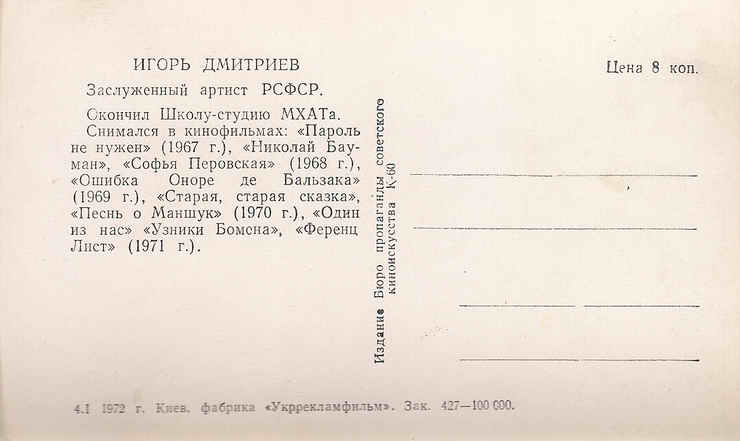 ИГОРЬ ДМИТРИЕВ
Заслуженный артист РСФСР.
Окончил Школу-студию МХАТа.
Снимался в кинофильмах: «Пароль
не нужен» (1967 г.), «Николай Бау-
ман», «Софья Перовская» (1968 г.),
«Ошибка Оноре де Бальзака»
(1969 г.), «Старая, старая сказка»,
«Песнь о Маншук» (1970 г.), «Один
из нас» «Узники Бомона», «Ференц
Лист» (1971 г.).
4.I 1972 г. Киев. фабрика «Укррекламфильм». Зак. 427—100 000.
Издание Бюро пропаганды советского
киноискусства К-60
Цена 8 коп.